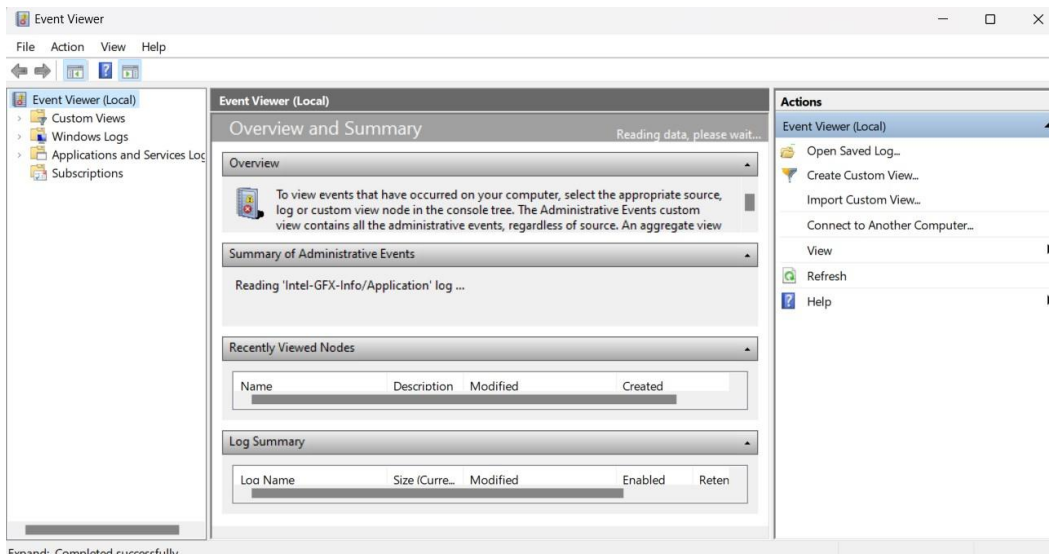 Event Viewer
File Action View Help
Event Viewer (Local)
Custom Views
Windows Logs
Applications and Services Log
Subscriptions
Event Viewer (Local)
Overview and Summary
Reading data, please wait...
Overview
To view events that have occurred on your computer, select the appropriate source,
log or custom view node in the console tree. The Administrative Events custom
view contains all the administrative events, regardless of source. An aggregate view
Summary of Administrative Events
Reading 'Intel-GFX-Info/Application' log ...
Recently Viewed Nodes
Name Description Modified Created
Log Summary
Log Name Size (Curre... Modified Enabled Reten
Actions
Event Viewer (Local)
Open Saved Log...
Create Custom View...
Import Custom View...
Connect to Another Computer...
View
Refresh
Help
Expand: Completed successfully